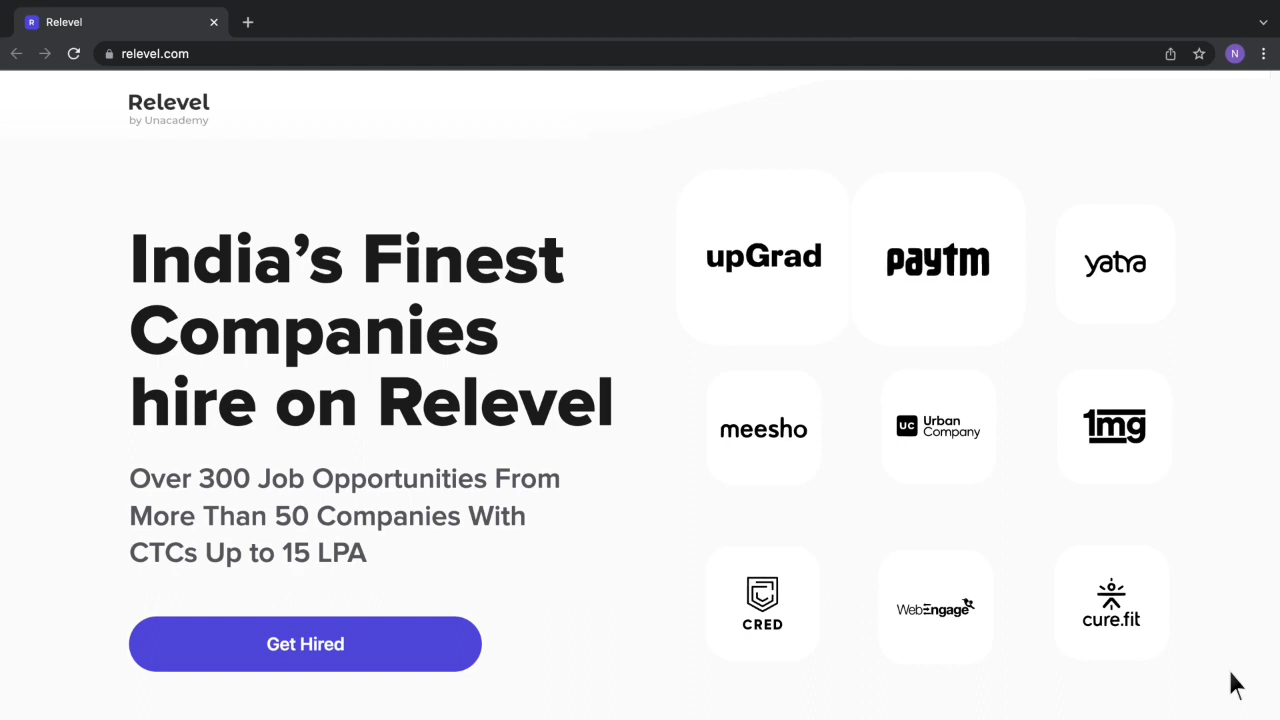 R Relevel
relevel.com
N
Relevel
by Unacademy
India's Finest
Companies
hire on Relevel
Over 300 Job Opportunities From
More Than 50 Companies With
CTCs Up to 15 LPA
Get Hired
upGrad
paytm
yatra
meesho
UC Urban
Company
1mg
CRED
WebEngage
cure.fit